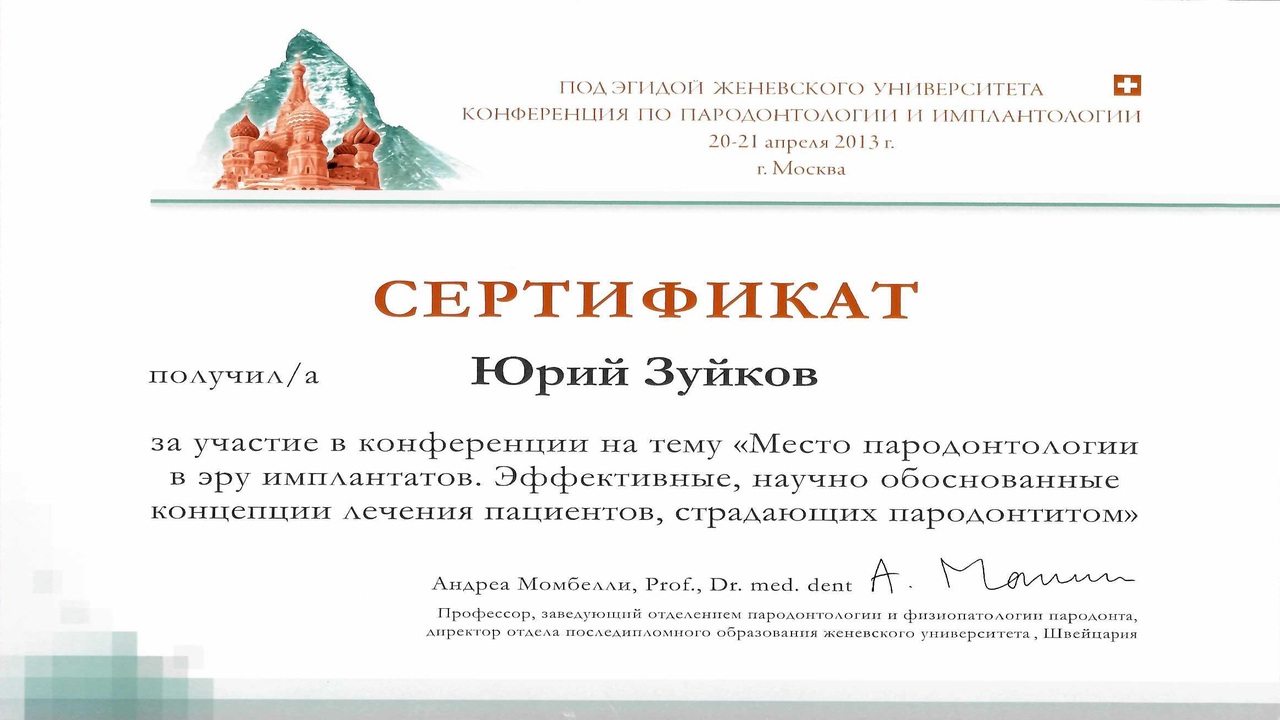 ПОД ЭГИДОЙ ЖЕНЕВСКОГО УНИВЕРСИТЕТА
КОНФЕРЕНЦИЯ ПО ПАРОДОНТОЛОГИИ И ИМПЛАНТОЛОГИИ
20-21 апреля 2013 г.
г. Москва
СЕРТИФИКАТ
получил/а Юрий Зуйков
за участие в конференции на тему «Место пародонтологии
в эру имплантатов. Эффективные, научно обоснованные
концепции лечения пациентов, страдающих пародонтитом»
Андреа Момбелли, Prof., Dr. med. dent A. Mombelli
Профессор, заведующий отделением пародонтологии и физиопатологии пародонта,
директор отдела последипломного образования женевского университета, Швейцария